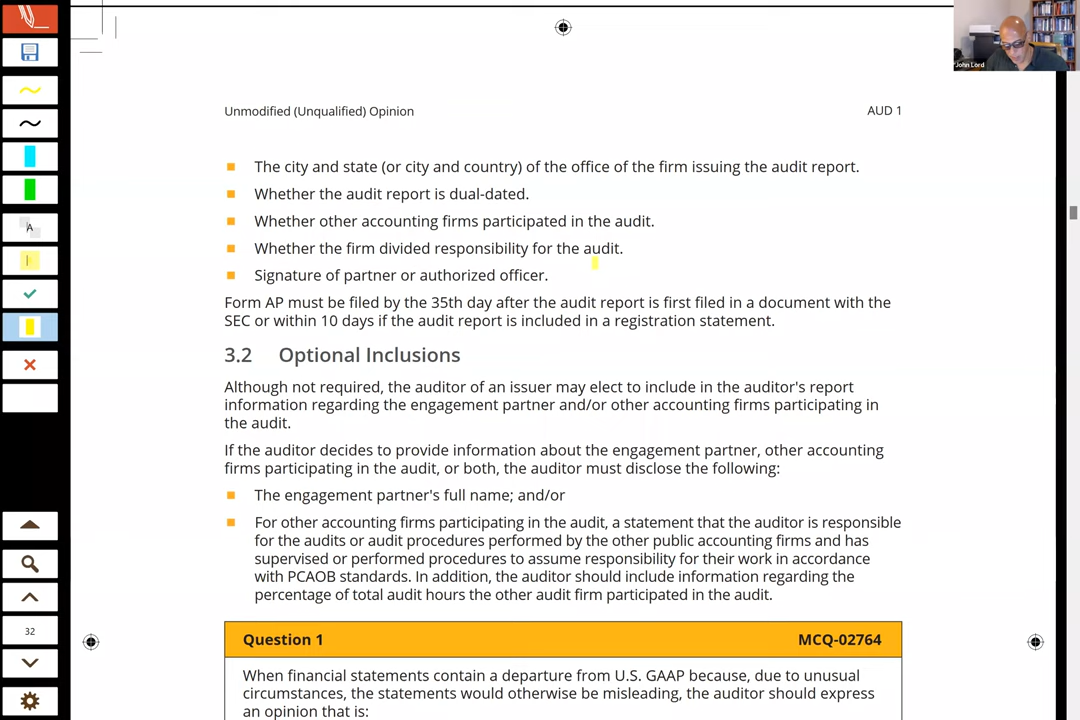 John Lord
Unmodified (Unqualified) Opinion
AUD 1
The city and state (or city and country) of the office of the firm issuing the audit report.
Whether the audit report is dual-dated.
Whether other accounting firms participated in the audit.
Whether the firm divided responsibility for the audit.
Signature of partner or authorized officer.
Form AP must be filed by the 35th day after the audit report is first filed in a document with the
SEC or within 10 days if the audit report is included in a registration statement.
3.2 Optional Inclusions
Although not required, the auditor of an issuer may elect to include in the auditor's report
information regarding the engagement partner and/or other accounting firms participating in
the audit.
If the auditor decides to provide information about the engagement partner, other accounting
firms participating in the audit, or both, the auditor must disclose the following:
The engagement partner's full name; and/or
For other accounting firms participating in the audit, a statement that the auditor is responsible
for the audits or audit procedures performed by the other public accounting firms and has
supervised or performed procedures to assume responsibility for their work in accordance
with PCAOB standards. In addition, the auditor should include information regarding the
percentage of total audit hours the other audit firm participated in the audit.
32
Question 1
MCQ-02764
When financial statements contain a departure from U.S. GAAP because, due to unusual
circumstances, the statements would otherwise be misleading, the auditor should express
an opinion that is: